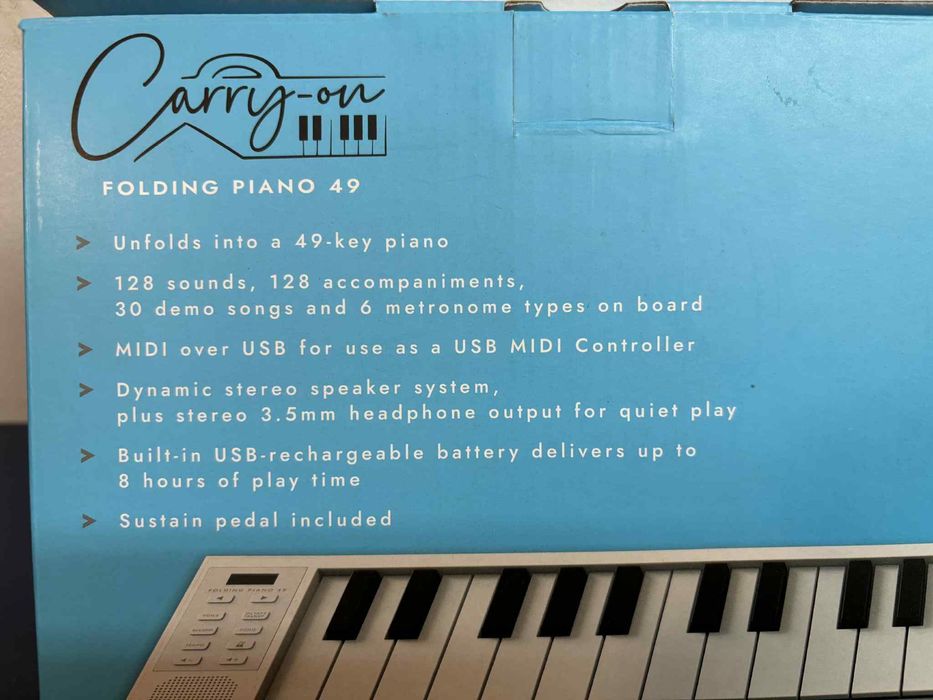 Carry-on
FOLDING PIANO 49
> Unfolds into a 49-key piano
> 128 sounds, 128 accompaniments,
30 demo songs and 6 metronome types on board
> MIDI over USB for use as a USB MIDI Controller
> Dynamic stereo speaker system,
plus stereo 3.5mm headphone output for quiet play
> Built-in USB-rechargeable battery delivers up to
8 hours of play time
> Sustain pedal included
FOLDING PIANO 49